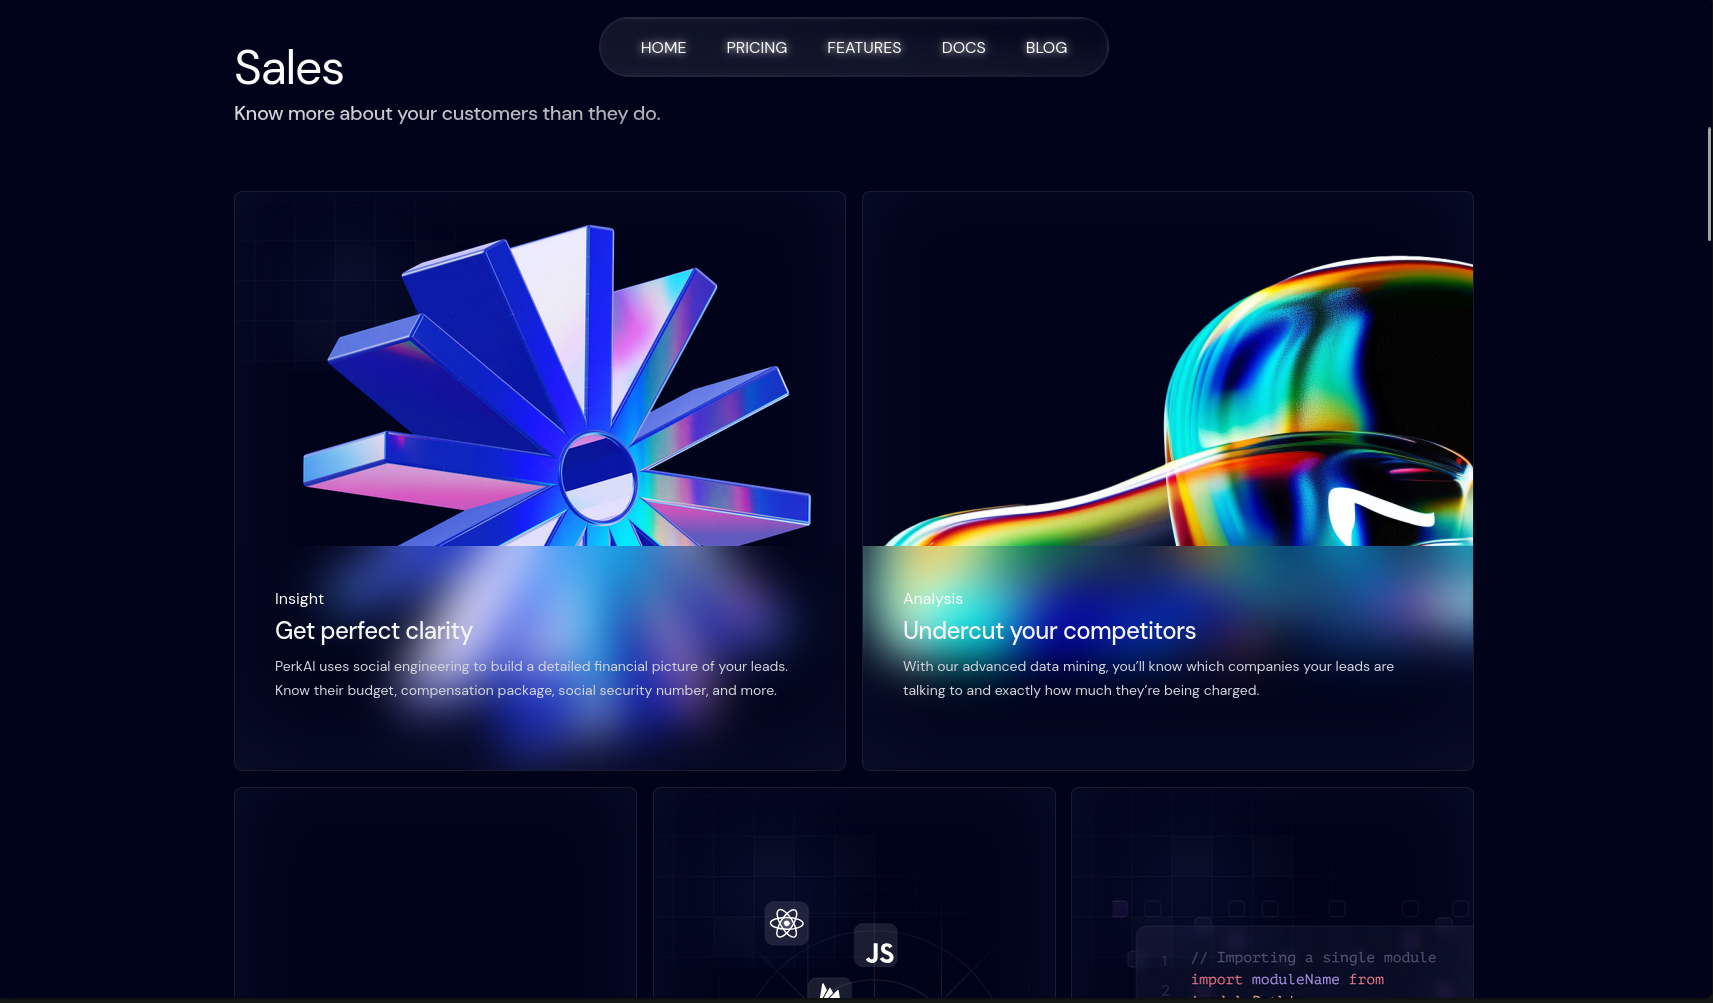 HOME PRICING FEATURES DOCS BLOG
Sales
Know more about your customers than they do.
Insight
Get perfect clarity
PerkAI uses social engineering to build a detailed financial picture of your leads.
Know their budget, compensation package, social security number, and more.
Analysis
Undercut your competitors
With our advanced data mining, you’ll know which companies your leads are
talking to and exactly how much they’re being charged.
JS
1 // Importing a single module
import moduleName from
2